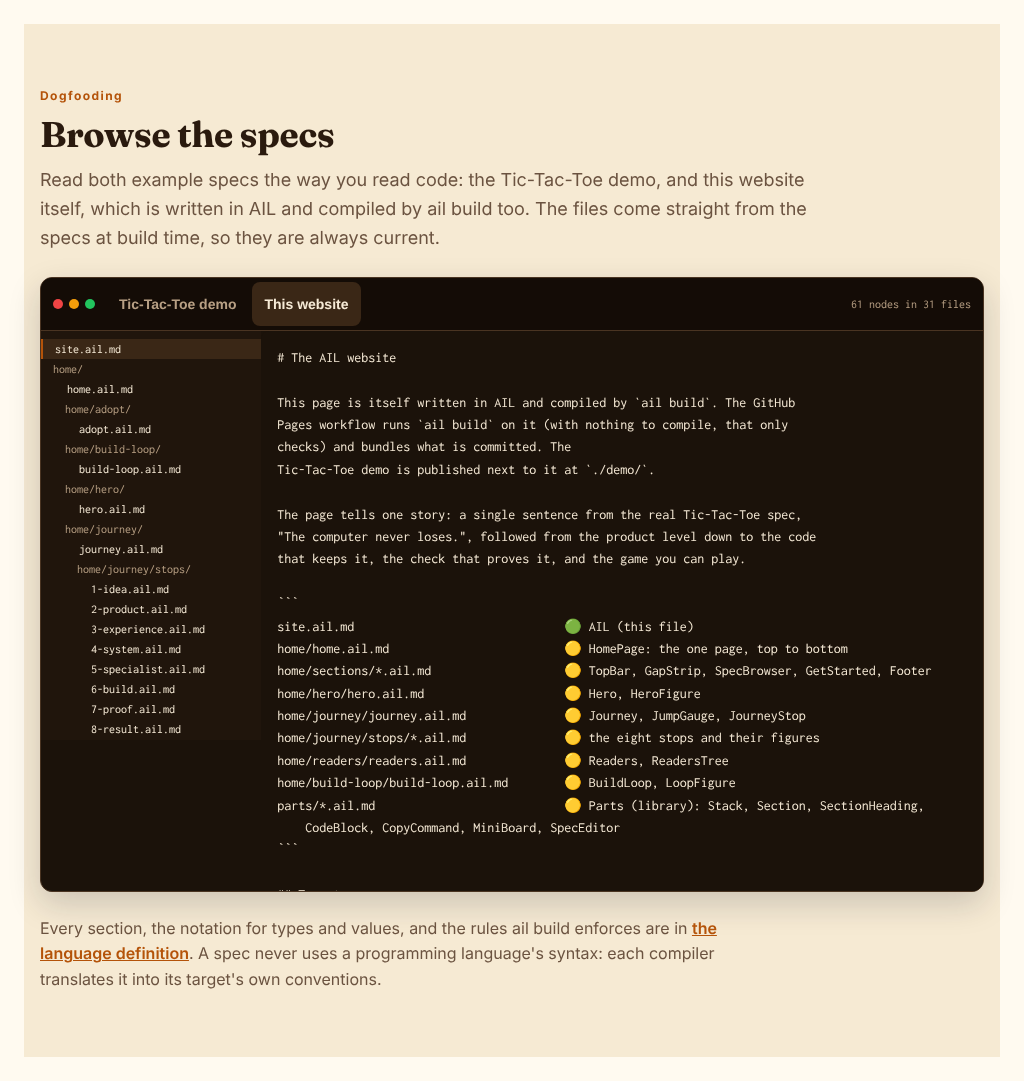 Dogfooding
Browse the specs
Read both example specs the way you read code: the Tic-Tac-Toe demo, and this website
itself, which is written in AIL and compiled by ail build too. The files come straight from the
specs at build time, so they are always current.
Tic-Tac-Toe demo
This website
61 nodes in 31 files
site.ail.md
home/
home.ail.md
home/adopt/
adopt.ail.md
home/build-loop/
build-loop.ail.md
home/hero/
hero.ail.md
home/journey/
journey.ail.md
home/journey/stops/
1-idea.ail.md
2-product.ail.md
3-experience.ail.md
4-system.ail.md
5-specialist.ail.md
6-build.ail.md
7-proof.ail.md
8-result.ail.md
# The AIL website
This page is itself written in AIL and compiled by `ail build`. The GitHub
Pages workflow runs `ail build` on it (with nothing to compile, that only
checks) and bundles what is committed. The
Tic-Tac-Toe demo is published next to it at `./demo/`.
The page tells one story: a single sentence from the real Tic-Tac-Toe spec,
"The computer never loses.", followed from the product level down to the code
that keeps it, the check that proves it, and the game you can play.
```
site.ail.md 🟢 AIL (this file)
home/home.ail.md 🟡 HomePage: the one page, top to bottom
home/sections/*.ail.md 🟡 TopBar, GapStrip, SpecBrowser, GetStarted, Footer
home/hero/hero.ail.md 🟡 Hero, HeroFigure
home/journey/journey.ail.md 🟡 Journey, JumpGauge, JourneyStop
home/journey/stops/*.ail.md 🟡 the eight stops and their figures
home/readers/readers.ail.md 🟡 Readers, ReadersTree
home/build-loop/build-loop.ail.md 🟡 BuildLoop, LoopFigure
parts/*.ail.md 🟡 Parts (library): Stack, Section, SectionHeading,
CodeBlock, CopyCommand, MiniBoard, SpecEditor
```
Every section, the notation for types and values, and the rules ail build enforces are in the
language definition. A spec never uses a programming language's syntax: each compiler
translates it into its target's own conventions.